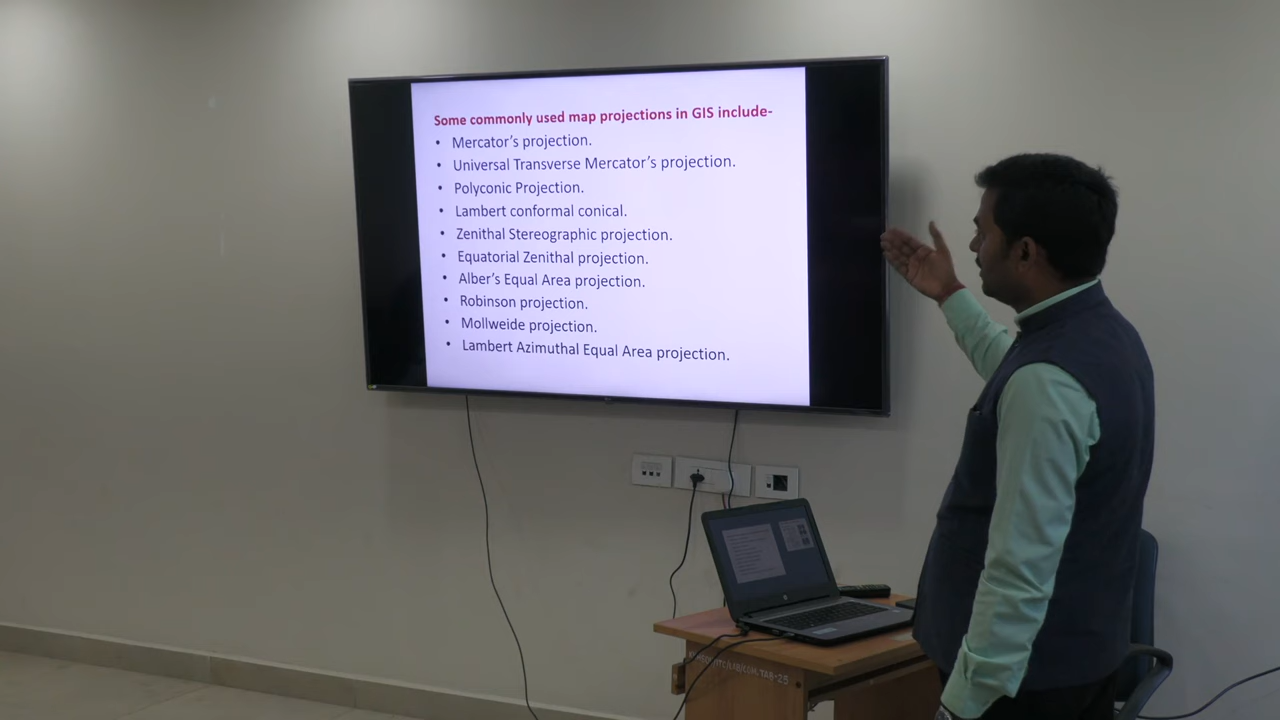 Some commonly used map projections in GIS include-
• Mercator's projection.
• Universal Transverse Mercator's projection.
• Polyconic Projection.
• Lambert conformal conical.
• Zenithal Stereographic projection.
• Equatorial Zenithal projection.
• Alber's Equal Area projection.
• Robinson projection.
• Mollweide projection.
• Lambert Azimuthal Equal Area projection.